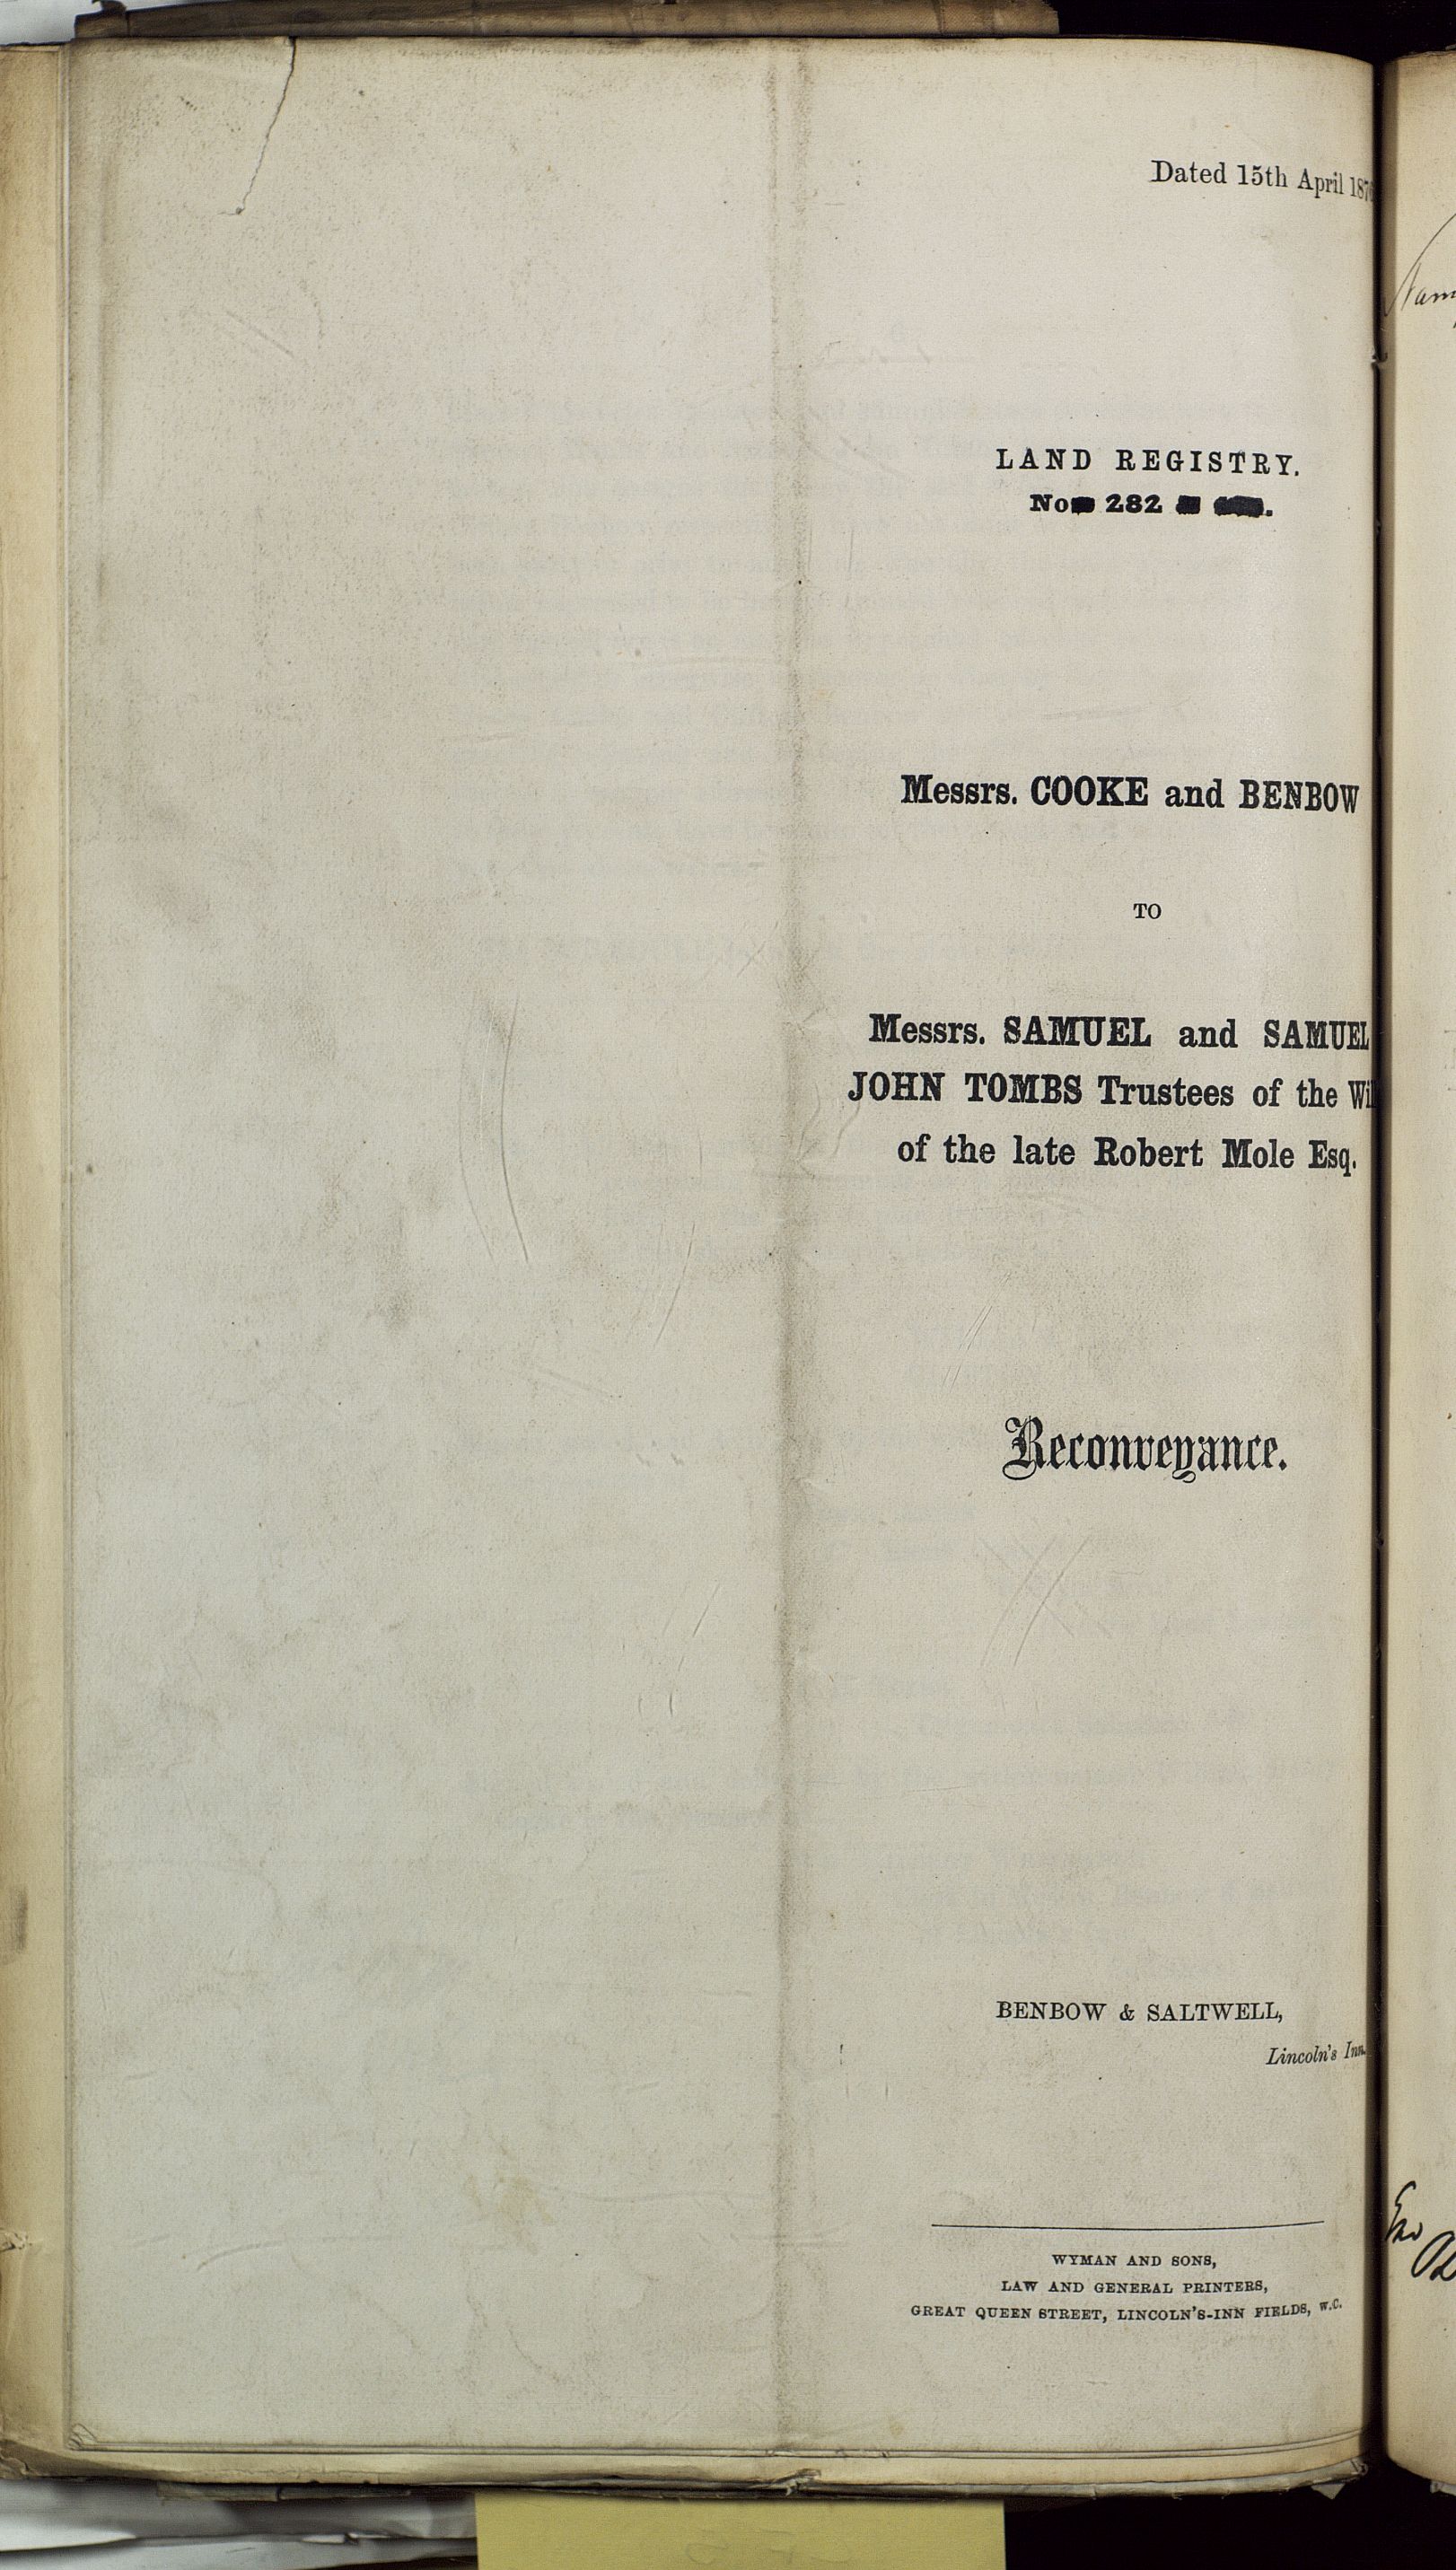 Dated 15th April 187
LAND REGISTRY.
No 282
Messrs. COOKE and BENBOW
TO
Messrs. SAMUEL and SAMUEL
JOHN TOMBS Trustees of the Wil
of the late Robert Mole Esq.
Reconveyance.
BENBOW & SALTWELL,
Lincoln's Inn.
WYMAN AND SONS,
LAW AND GENERAL PRINTERS,
GREAT QUEEN STREET, LINCOLN'S-INN FIELDS, W.C.